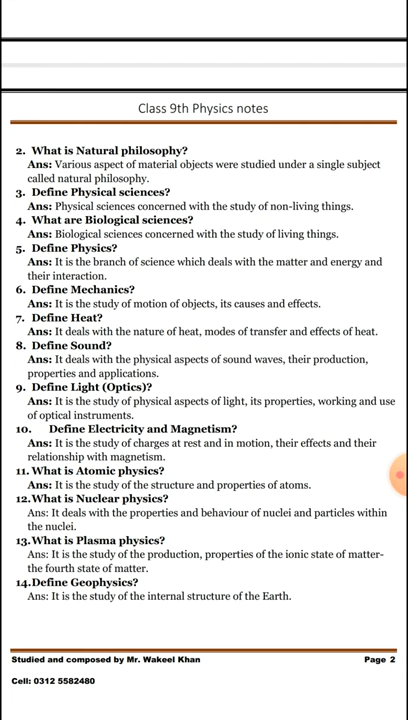 Class 9th Physics notes
2. What is Natural philosophy?
Ans: Various aspect of material objects were studied under a single subject
called natural philosophy.
3. Define Physical sciences?
Ans: Physical sciences concerned with the study of non-living things.
4. What are Biological sciences?
Ans: Biological sciences concerned with the study of living things.
5. Define Physics?
Ans: It is the branch of science which deals with the matter and energy and
their interaction.
6. Define Mechanics?
Ans: It is the study of motion of objects, its causes and effects.
7. Define Heat?
Ans: It deals with the nature of heat, modes of transfer and effects of heat.
8. Define Sound?
Ans: It deals with the physical aspects of sound waves, their production,
properties and applications.
9. Define Light (Optics)?
Ans: It is the study of physical aspects of light, its properties, working and use
of optical instruments.
10. Define Electricity and Magnetism?
Ans: It is the study of charges at rest and in motion, their effects and their
relationship with magnetism.
11. What is Atomic physics?
Ans: It is the study of the structure and properties of atoms.
12.What is Nuclear physics?
Ans: It deals with the properties and behaviour of nuclei and particles within
the nuclei.
13.What is Plasma physics?
Ans: It is the study of the production, properties of the ionic state of matter-
the fourth state of matter.
14.Define Geophysics?
Ans: It is the study of the internal structure of the Earth.
Studied and composed by Mr. Wakeel Khan Page 2
Cell: 0312 5582480